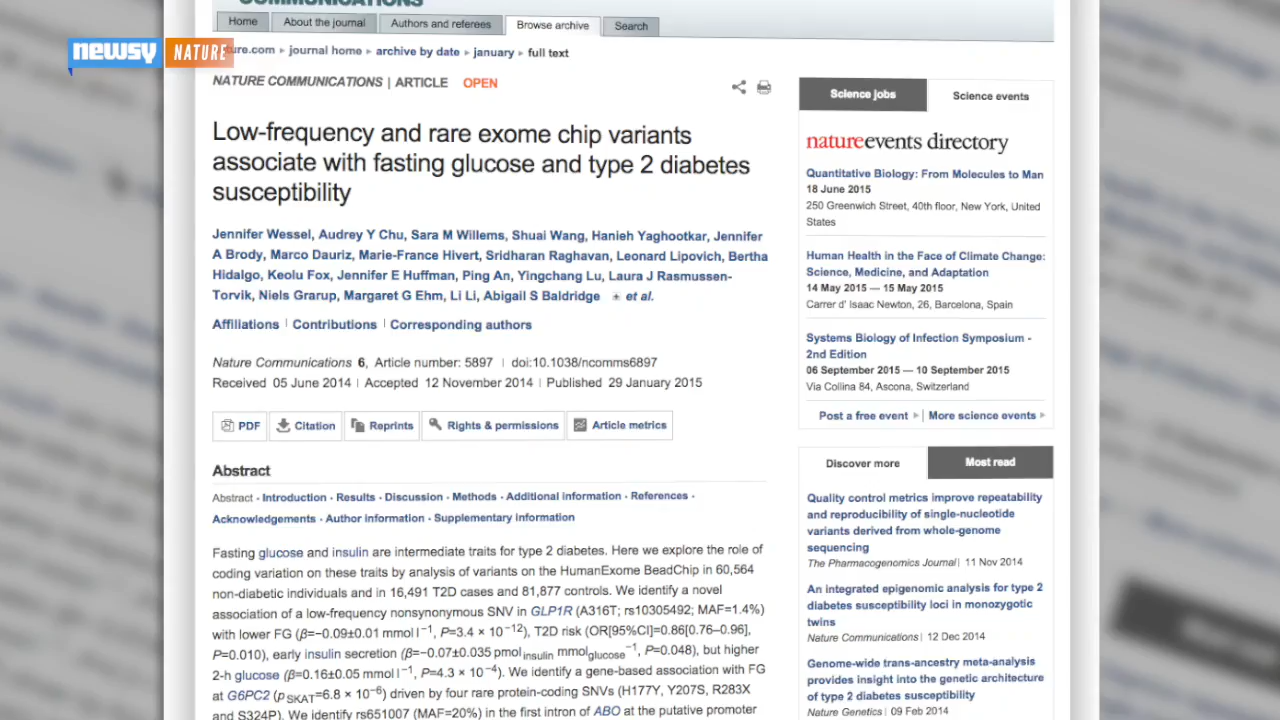 COMMUNICATIONS
Home
About the journal
Authors and referees
Browse archive
Search
newsy
NATURE
ure.com ▸ journal home ▸ archive by date ▸ january ▸ full text
NATURE COMMUNICATIONS | ARTICLE OPEN
Low-frequency and rare exome chip variants
associate with fasting glucose and type 2 diabetes
susceptibility
Jennifer Wessel, Audrey Y Chu, Sara M Willems, Shuai Wang, Hanieh Yaghootkar, Jennifer
A Brody, Marco Dauriz, Marie-France Hivert, Sridharan Raghavan, Leonard Lipovich, Bertha
Hidalgo, Keolu Fox, Jennifer E Huffman, Ping An, Yingchang Lu, Laura J Rasmussen-
Torvik, Niels Grarup, Margaret G Ehm, Li Li, Abigail S Baldridge + et al.
Affiliations | Contributions | Corresponding authors
Nature Communications 6, Article number: 5897 | doi:10.1038/ncomms6897
Received 05 June 2014 | Accepted 12 November 2014 | Published 29 January 2015
PDF
Citation
Reprints
Rights & permissions
Article metrics
Abstract
Abstract • Introduction • Results • Discussion • Methods • Additional information • References •
Acknowledgements • Author information • Supplementary information
Fasting glucose and insulin are intermediate traits for type 2 diabetes. Here we explore the role of
coding variation on these traits by analysis of variants on the HumanExome BeadChip in 60,564
non-diabetic individuals and in 16,491 T2D cases and 81,877 controls. We identify a novel
association of a low-frequency nonsynonymous SNV in GLP1R (A316T; rs10305492; MAF=1.4%)
with lower FG (β=−0.09±0.01 mmol l−1, P=3.4 × 10−12), T2D risk (OR[95%CI]=0.86[0.76–0.96],
P=0.010), early insulin secretion (β=−0.07±0.035 pmolinsulin mmolglucose−1, P=0.048), but higher
2-h glucose (β=0.16±0.05 mmol l−1, P=4.3 × 10−4). We identify a gene-based association with FG
at G6PC2 (pSKAT=6.8 × 10−6) driven by four rare protein-coding SNVs (H177Y, Y207S, R283X
and S324P). We identify rs651007 (MAF=20%) in the first intron of ABO at the putative promoter
Science jobs
Science events
natureevents directory
Quantitative Biology: From Molecules to Man
18 June 2015
250 Greenwich Street, 40th floor, New York, United
States
Human Health in the Face of Climate Change:
Science, Medicine, and Adaptation
14 May 2015 — 15 May 2015
Carrer d' Isaac Newton, 26, Barcelona, Spain
Systems Biology of Infection Symposium -
2nd Edition
06 September 2015 — 10 September 2015
Via Collina 84, Ascona, Switzerland
Post a free event ▸ | More science events ▸
Discover more
Most read
Quality control metrics improve repeatability
and reproducibility of single-nucleotide
variants derived from whole-genome
sequencing
The Pharmacogenomics Journal | 11 Nov 2014
An integrated epigenomic analysis for type 2
diabetes susceptibility loci in monozygotic
twins
Nature Communications | 12 Dec 2014
Genome-wide trans-ancestry meta-analysis
provides insight into the genetic architecture
of type 2 diabetes susceptibility
Nature Genetics | 09 Feb 2014